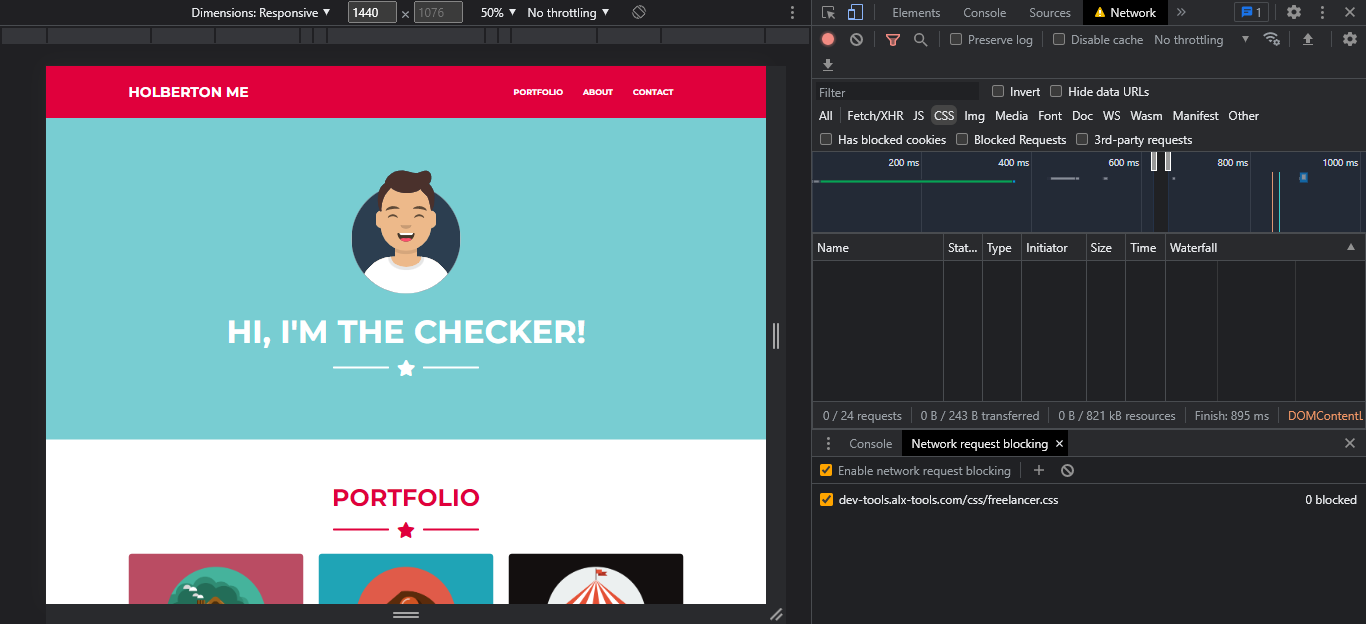 Dimensions: Responsive ▼ 1440 × 1076 50% ▼ No throttling ▼
HOLBERTON ME PORTFOLIO ABOUT CONTACT
HI, I'M THE CHECKER!
PORTFOLIO
Elements Console Sources Network » 1
Preserve log Disable cache No throttling ▼
Filter Invert Hide data URLs
All Fetch/XHR JS CSS Img Media Font Doc WS Wasm Manifest Other
Has blocked cookies Blocked Requests 3rd-party requests
200 ms 400 ms 600 ms 800 ms 1000 ms
Name Stat... Type Initiator Size Time Waterfall ▲
0 / 24 requests 0 B / 243 B transferred 0 B / 821 kB resources Finish: 895 ms DOMContentL
Console Network request blocking ×
Enable network request blocking +
dev-tools.alx-tools.com/css/freelancer.css 0 blocked